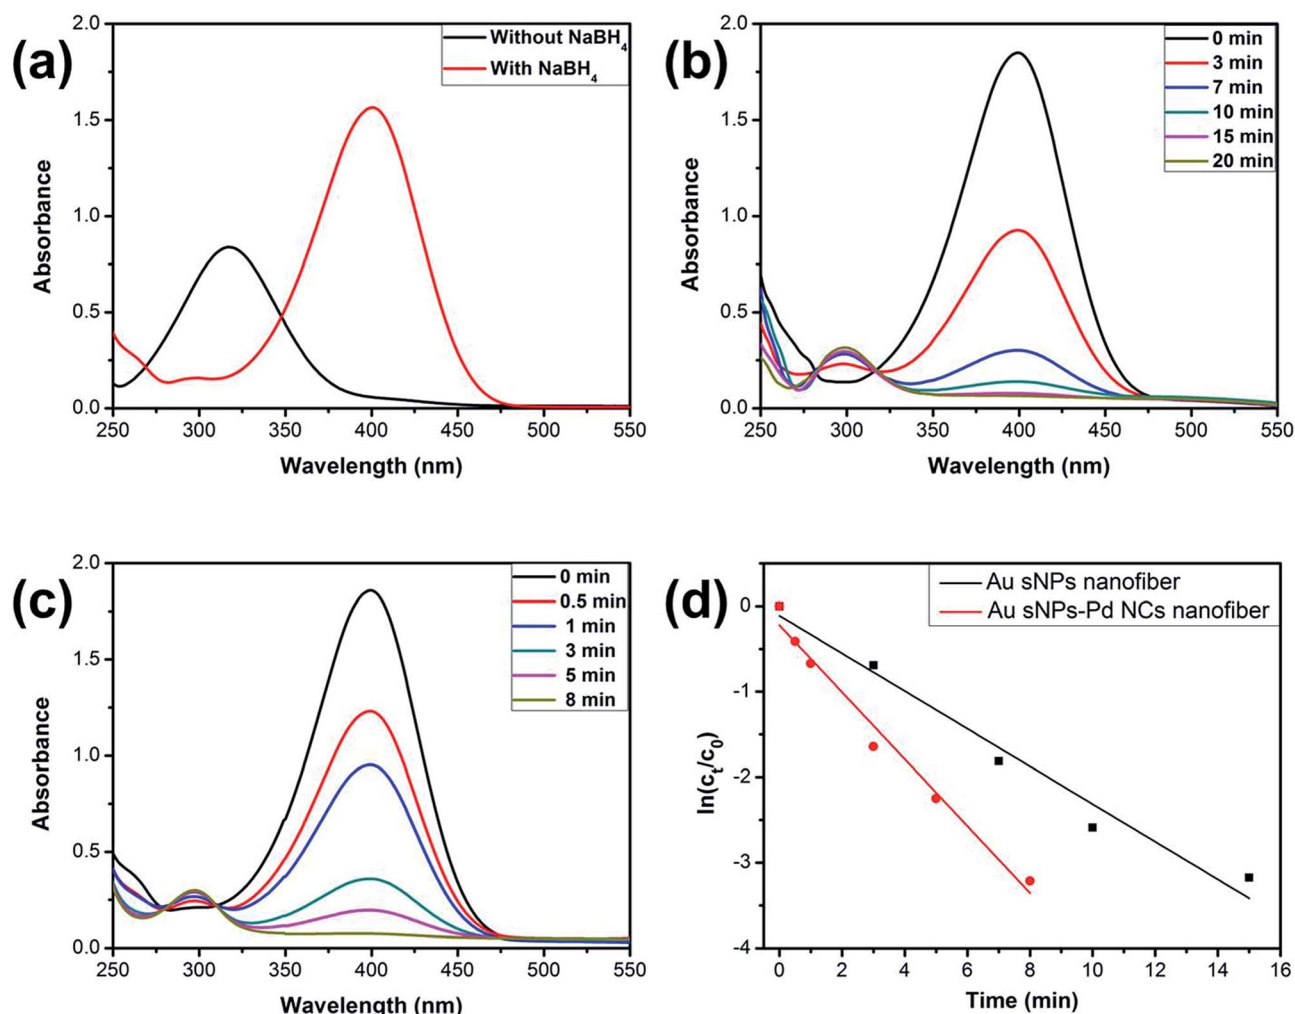 (a)
2.0
1.5
1.0
0.5
0.0
Absorbance
Without NaBH₄
With NaBH₄
250 300 350 400 450 500 550
Wavelength (nm)
(b)
2.0
1.5
1.0
0.5
0.0
Absorbance
0 min
3 min
7 min
10 min
15 min
20 min
250 300 350 400 450 500 550
Wavelength (nm)
(c)
2.0
1.5
1.0
0.5
0.0
Absorbance
0 min
0.5 min
1 min
3 min
5 min
8 min
250 300 350 400 450 500 550
Wavelength (nm)
(d)
0
-1
-2
-3
-4
ln(cₜ/c₀)
Au sNPs nanofiber
Au sNPs-Pd NCs nanofiber
0 2 4 6 8 10 12 14 16
Time (min)